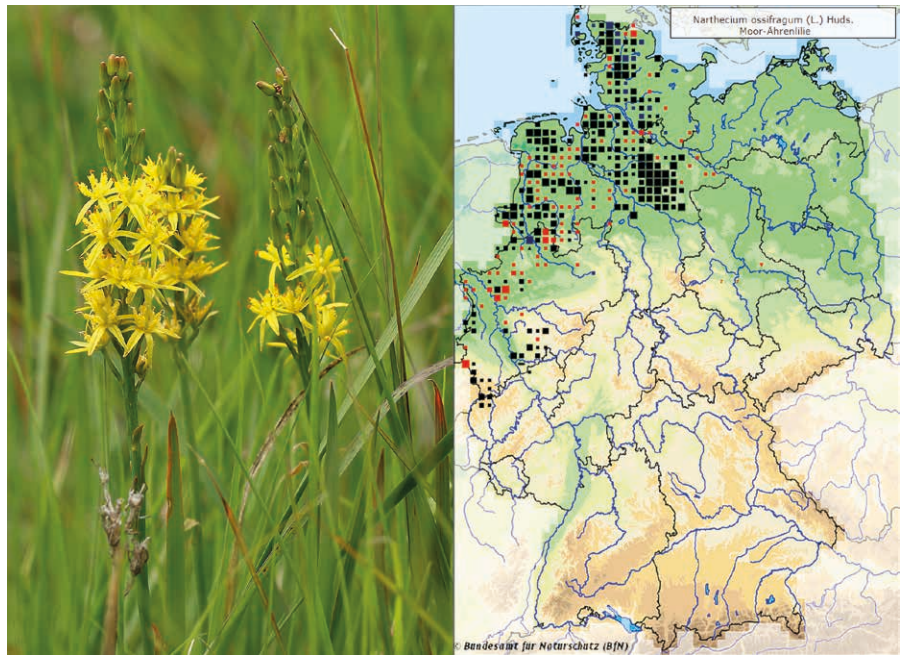 Narthecium ossifragum (L.) Huds.
Moor-Ährenlilie
© Bundesamt für Naturschutz (BfN)